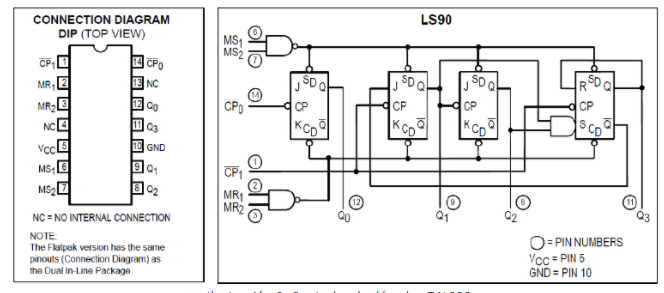 CONNECTION DIAGRAM
DIP (TOP VIEW)
CP1 1
14 CP0
MR1 2
13 NC
MR2 3
12 Q0
NC 4
11 Q3
VCC 5
10 GND
MS1 6
9 Q1
MS2 7
8 Q2
NC = NO INTERNAL CONNECTION
NOTE:
The Flatpak version has the same
pinouts (Connection Diagram) as
the Dual In-Line Package.
LS90
6
MS1
MS2
7
J SD Q
J SD Q
J SD Q
R SD Q
14
CP0
CP
CP
CP
CP
K CD Q
K CD Q
K CD Q
S CD Q
1
CP1
2
MR1
MR2
3
12
9
8
11
Q0
Q1
Q2
Q3
= PIN NUMBERS
VCC = PIN 5
GND = PIN 10